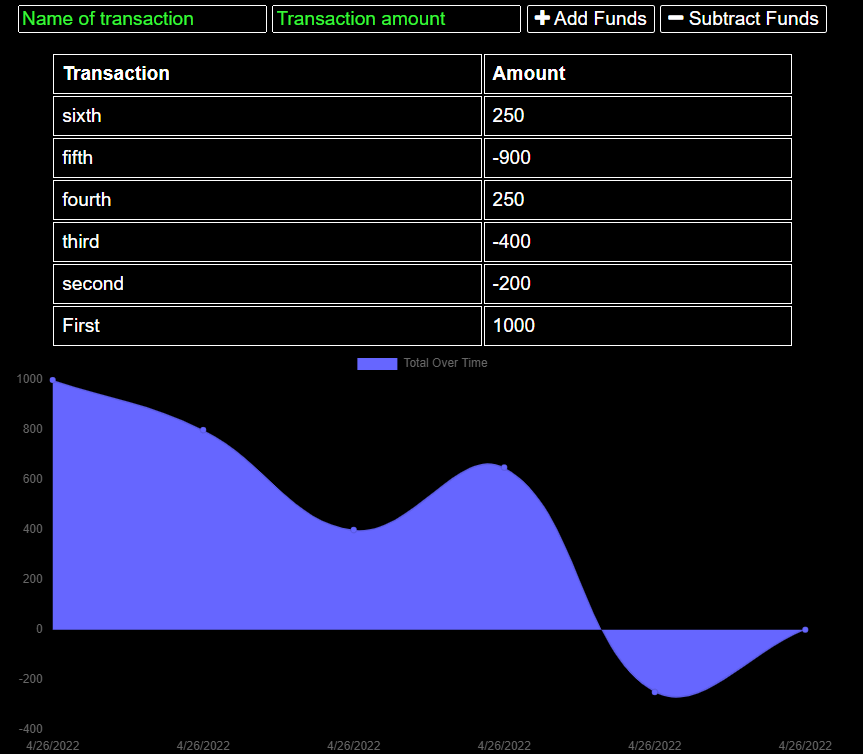 Name of transaction Transaction amount Add Funds Subtract Funds
Transaction Amount
sixth 250
fifth -900
fourth 250
third -400
second -200
First 1000
Total Over Time
1000
800
600
400
200
0
-200
-400
4/26/2022 4/26/2022 4/26/2022 4/26/2022 4/26/2022 4/26/2022